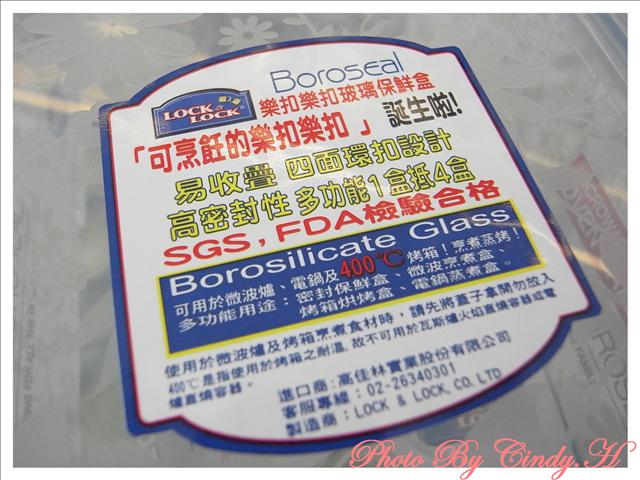 Boroseal
LOCK & LOCK
樂扣樂扣玻璃保鮮盒
「可烹飪的樂扣樂扣」
誕生啦!
易收疊 四面環扣設計
高密封性 多功能1盒抵4盒
SGS, FDA檢驗合格
Borosilicate Glass
可用於微波爐、電鍋及400℃烤箱!烹煮蒸烤!
多功能用途:密封保鮮盒、微波烹煮盒、
烤箱烘烤盒、電鍋蒸煮盒。
使用於微波爐及烤箱烹煮食材時,請先將蓋子拿開勿放入
400℃是指使用於烤箱之耐溫,故不可用於瓦斯爐火焰直燒容器或電
爐直燒容器。
進口商:高佳林實業股份有限公司
客服專線:02-26340301
製造商:LOCK & LOCK, CO. LTD
Photo By Cindy.H